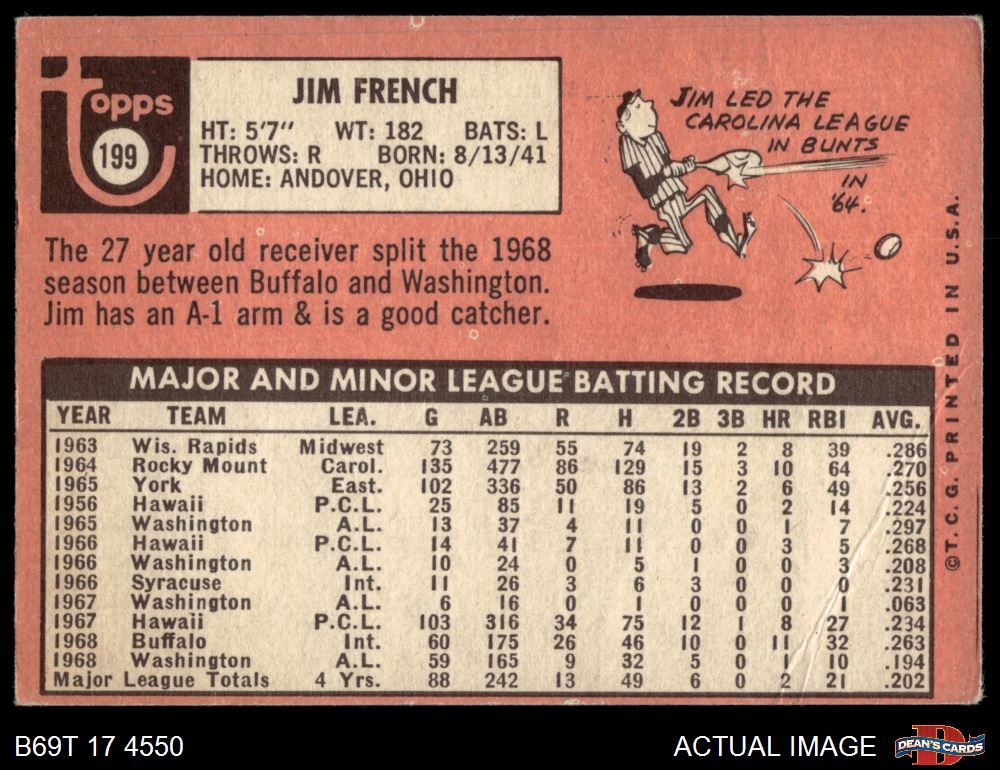 Topps
199
JIM FRENCH
HT: 5'7" WT: 182 BATS: L
THROWS: R BORN: 8/13/41
HOME: ANDOVER, OHIO
JIM LED THE
CAROLINA LEAGUE
IN BUNTS
IN
'64.
The 27 year old receiver split the 1968
season between Buffalo and Washington.
Jim has an A-1 arm & is a good catcher.
MAJOR AND MINOR LEAGUE BATTING RECORD
YEAR TEAM LEA. G AB R H 2B 3B HR RBI AVG.
1963 Wis. Rapids Midwest 73 259 55 74 19 2 8 39 .286
1964 Rocky Mount Carol. 135 477 86 129 15 3 10 64 .270
1965 York East. 102 336 50 86 13 2 6 49 .256
1956 Hawaii P.C.L. 25 85 11 19 5 0 2 14 .224
1965 Washington A.L. 13 37 4 11 0 0 1 7 .297
1966 Hawaii P.C.L. 14 41 7 11 0 0 3 5 .268
1966 Washington A.L. 10 24 0 5 1 0 0 3 .208
1966 Syracuse Int. 11 26 3 6 3 0 0 0 .231
1967 Washington A.L. 6 16 0 1 0 0 0 1 .063
1967 Hawaii P.C.L. 103 316 34 75 12 1 8 27 .234
1968 Buffalo Int. 60 175 26 46 10 0 11 32 .263
1968 Washington A.L. 59 165 9 32 5 0 1 10 .194
Major League Totals 4 Yrs. 88 242 13 49 6 0 2 21 .202
©T. C. G. PRINTED IN U.S.A.
B69T 17 4550
ACTUAL IMAGE
DEAN'S CARDS